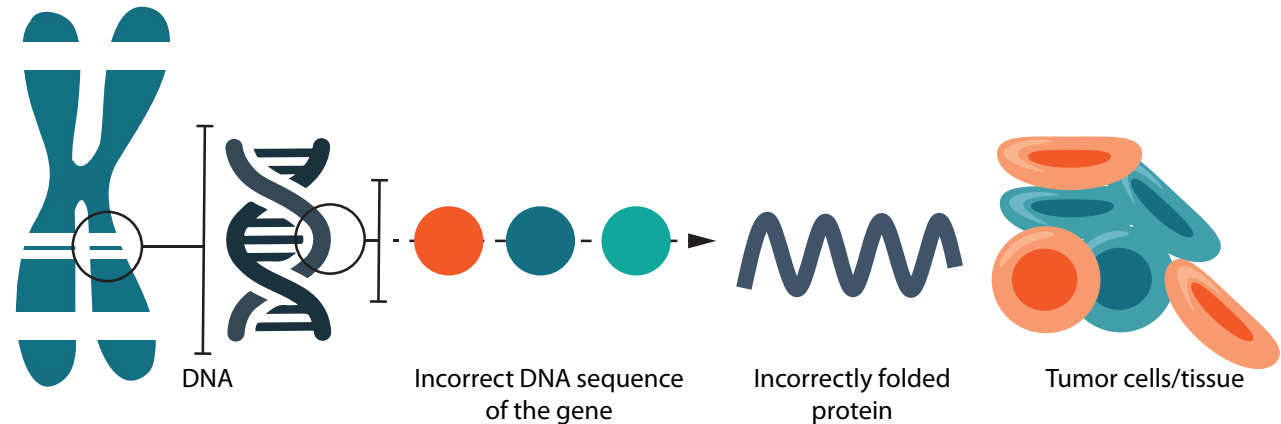 DNA
Incorrect DNA sequence
of the gene
Incorrectly folded
protein
Tumor cells/tissue